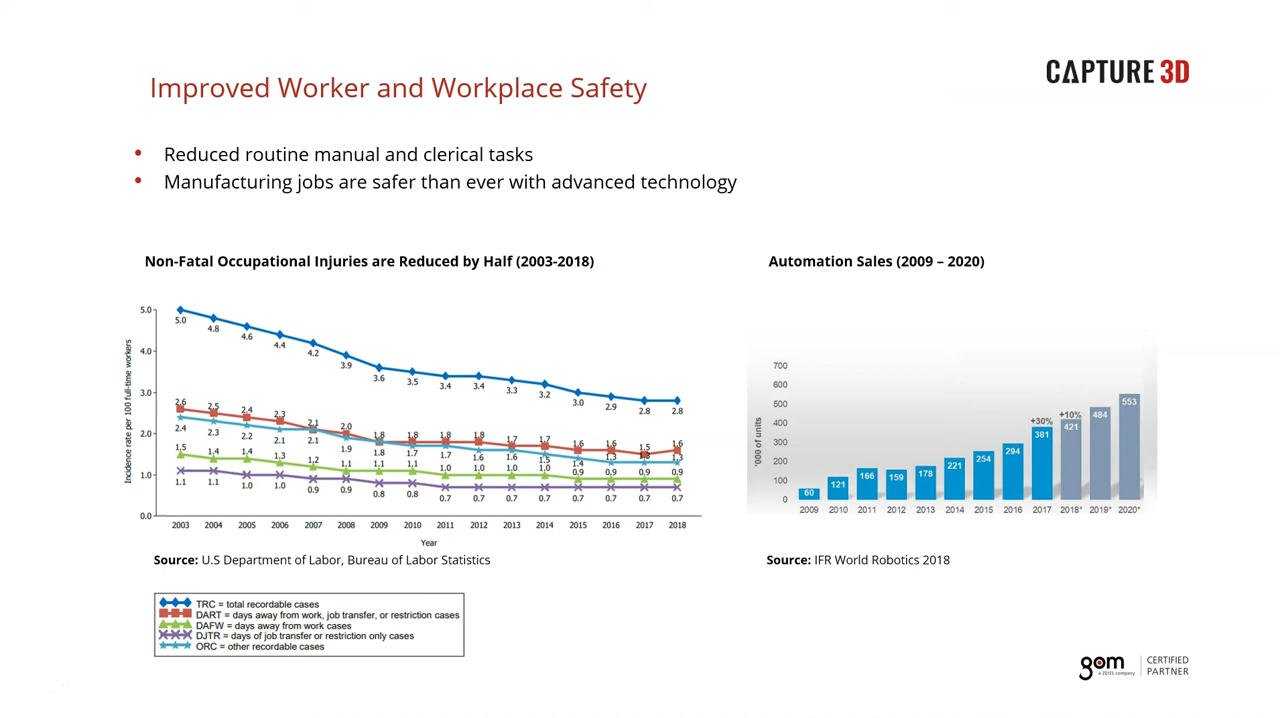 CAPTURE 3D
Improved Worker and Workplace Safety
• Reduced routine manual and clerical tasks
• Manufacturing jobs are safer than ever with advanced technology
Non-Fatal Occupational Injuries are Reduced by Half (2003-2018)
Incidence rate per 100 full-time workers
5.0
4.0
3.0
2.0
1.0
0.0
5.0 4.8 4.6 4.4 4.2 3.9 3.6 3.5 3.4 3.4 3.3 3.2 3.0 2.9 2.8 2.8
2.6 2.5 2.4 2.3 2.1 2.0 1.8 1.8 1.8 1.8 1.7 1.7 1.6 1.6 1.5 1.6
2.4 2.3 2.2 2.1 2.1 1.9 1.8 1.7 1.7 1.6 1.6 1.5 1.4 1.3 1.3 1.3
1.5 1.4 1.4 1.3 1.2 1.1 1.1 1.1 1.0 1.0 1.0 1.0 0.9 0.9 0.9 0.9
1.1 1.1 1.0 1.0 0.9 0.9 0.8 0.8 0.7 0.7 0.7 0.7 0.7 0.7 0.7 0.7
2003 2004 2005 2006 2007 2008 2009 2010 2011 2012 2013 2014 2015 2016 2017 2018
Year
Source: U.S Department of Labor, Bureau of Labor Statistics
TRC = total recordable cases
DART = days away from work, job transfer, or restriction cases
DAFW = days away from work cases
DJTR = days of job transfer or restriction only cases
ORC = other recordable cases
Automation Sales (2009 – 2020)
'000 of units
700
600
500
400
300
200
100
0
+30% +10%
60 121 166 159 178 221 254 294 381 421 484 553
2009 2010 2011 2012 2013 2014 2015 2016 2017 2018* 2019* 2020*
Source: IFR World Robotics 2018
gom
a ZEISS company
CERTIFIED
PARTNER